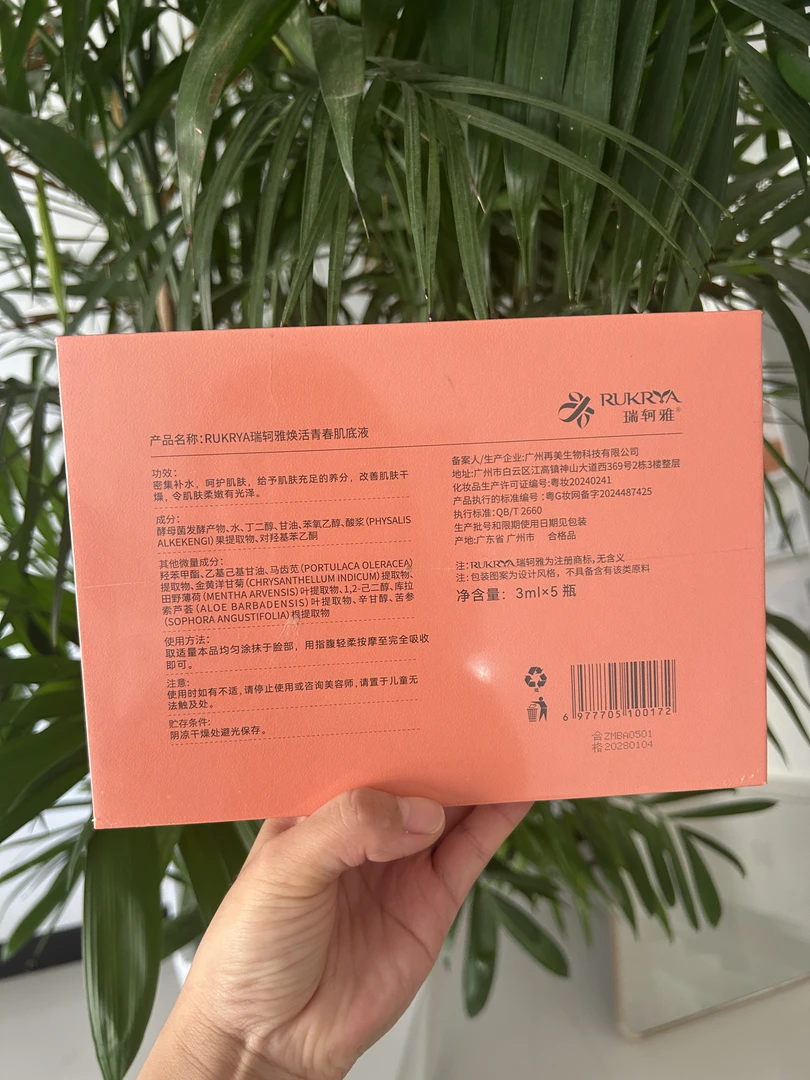 RUKRYA
瑞轲雅®
产品名称:RUKRYA瑞轲雅焕活青春肌底液
功效:
密集补水，呵护肌肤，给予肌肤充足的养分，改善肌肤干
燥，令肌肤柔嫩有光泽。
成分:
酵母菌发酵产物、水、丁二醇、甘油、苯氧乙醇、酸浆(PHYSALIS
ALKEKENGI)果提取物、对羟基苯乙酮
其他微量成分:
羟苯甲酯、乙基己基甘油、马齿苋(PORTULACA OLERACEA)
提取物、金黄洋甘菊(CHRYSANTHELLUM INDICUM)提取物、
田野薄荷(MENTHA ARVENSIS)叶提取物、1,2-己二醇、库拉
索芦荟(ALOE BARBADENSIS)叶提取物、辛甘醇、苦参
(SOPHORA ANGUSTIFOLIA)根提取物
使用方法:
取适量本品均匀涂抹于脸部，用指腹轻柔按摩至完全吸收
即可。
注意:
使用时如有不适,请停止使用或咨询美容师,请置于儿童无
法触及处。
贮存条件:
阴凉干燥处避光保存。
备案人/生产企业:广州再美生物科技有限公司
地址:广州市白云区江高镇神山大道西369号2栋3楼整层
化妆品生产许可证编号:粤妆20240241
产品执行的标准编号:粤G妆网备字2024487425
执行标准:QB/T 2660
生产批号和限期使用日期见包装
产地:广东省 广州市 合格品
注:RUKRYA瑞轲雅为注册商标,无含义
注:包装图案为设计风格，不具备含有该类原料
净含量：3ml×5 瓶
6 977705 100172
合格
ZMBA0501
20280104